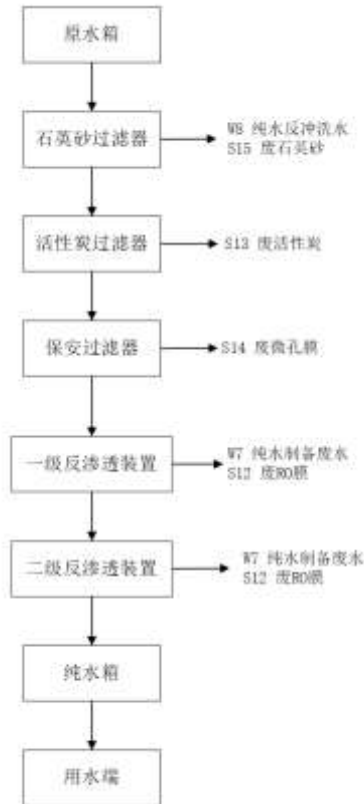 原水箱
石英砂过滤器
W8 纯水反冲洗水
S15 废石英砂
活性炭过滤器
S13 废活性炭
保安过滤器
S14 废微孔膜
一级反渗透装置
W7 纯水制备废水
S12 废RO膜
二级反渗透装置
W7 纯水制备废水
S12 废RO膜
纯水箱
用水端